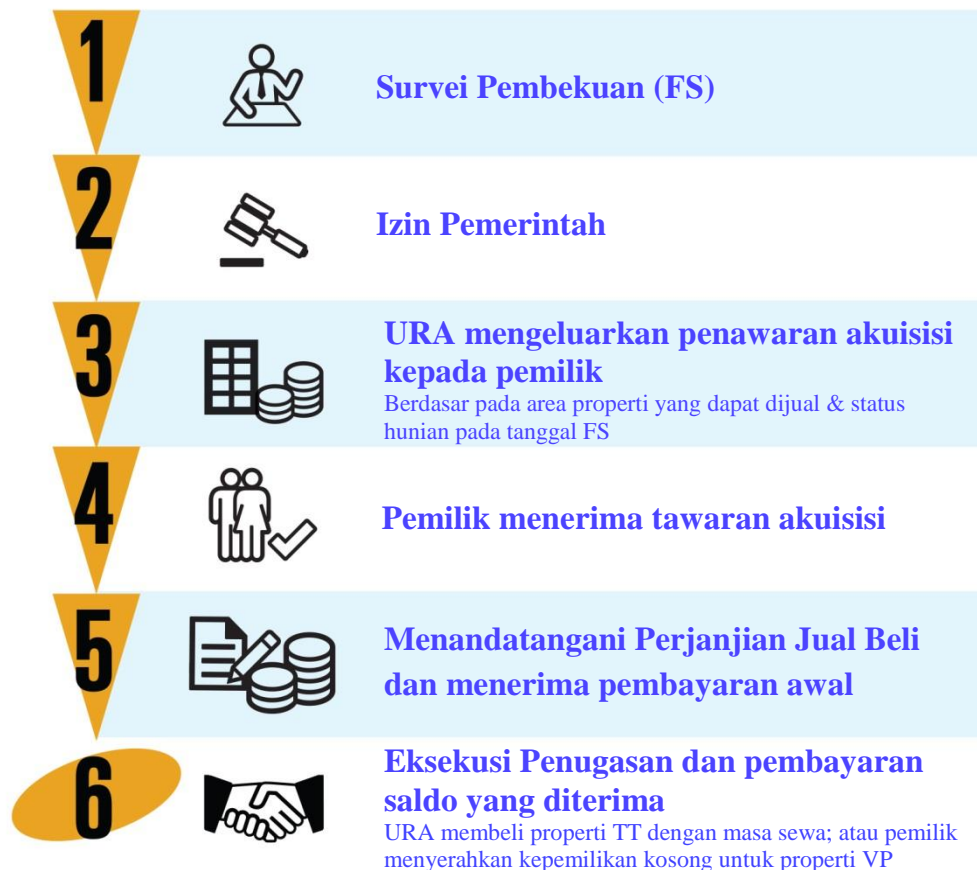 1
Survei Pembekuan (FS)
2
Izin Pemerintah
3
URA mengeluarkan penawaran akuisisi
kepada pemilik
Berdasar pada area properti yang dapat dijual & status
hunian pada tanggal FS
4
Pemilik menerima tawaran akuisisi
5
Menandatangani Perjanjian Jual Beli
dan menerima pembayaran awal
6
Eksekusi Penugasan dan pembayaran
saldo yang diterima
URA membeli properti TT dengan masa sewa; atau pemilik
menyerahkan kepemilikan kosong untuk properti VP